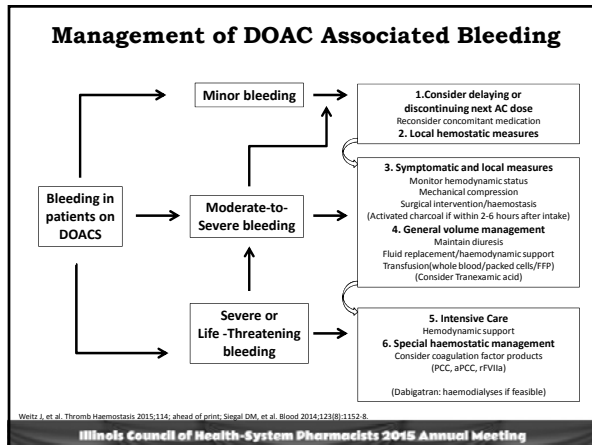 Management of DOAC Associated Bleeding
Minor bleeding
1.Consider delaying or
discontinuing next AC dose
Reconsider concomitant medication
2. Local hemostatic measures
Bleeding in
patients on
DOACS
Moderate-to-
Severe bleeding
3. Symptomatic and local measures
Monitor hemodynamic status
Mechanical compression
Surgical intervention/haemostasis
(Activated charcoal if within 2-6 hours after intake)
4. General volume management
Maintain diuresis
Fluid replacement/haemodynamic support
Transfusion(whole blood/packed cells/FFP)
(Consider Tranexamic acid)
Severe or
Life -Threatening
bleeding
5. Intensive Care
Hemodynamic support
6. Special haemostatic management
Consider coagulation factor products
(PCC, aPCC, rFVIIa)
(Dabigatran: haemodialyses if feasible)
Weitz J, et al. Thromb Haemostasis 2015;114; ahead of print; Siegal DM, et al. Blood 2014;123(8):1152-8.
Illinois Council of Health-System Pharmacists 2015 Annual Meeting